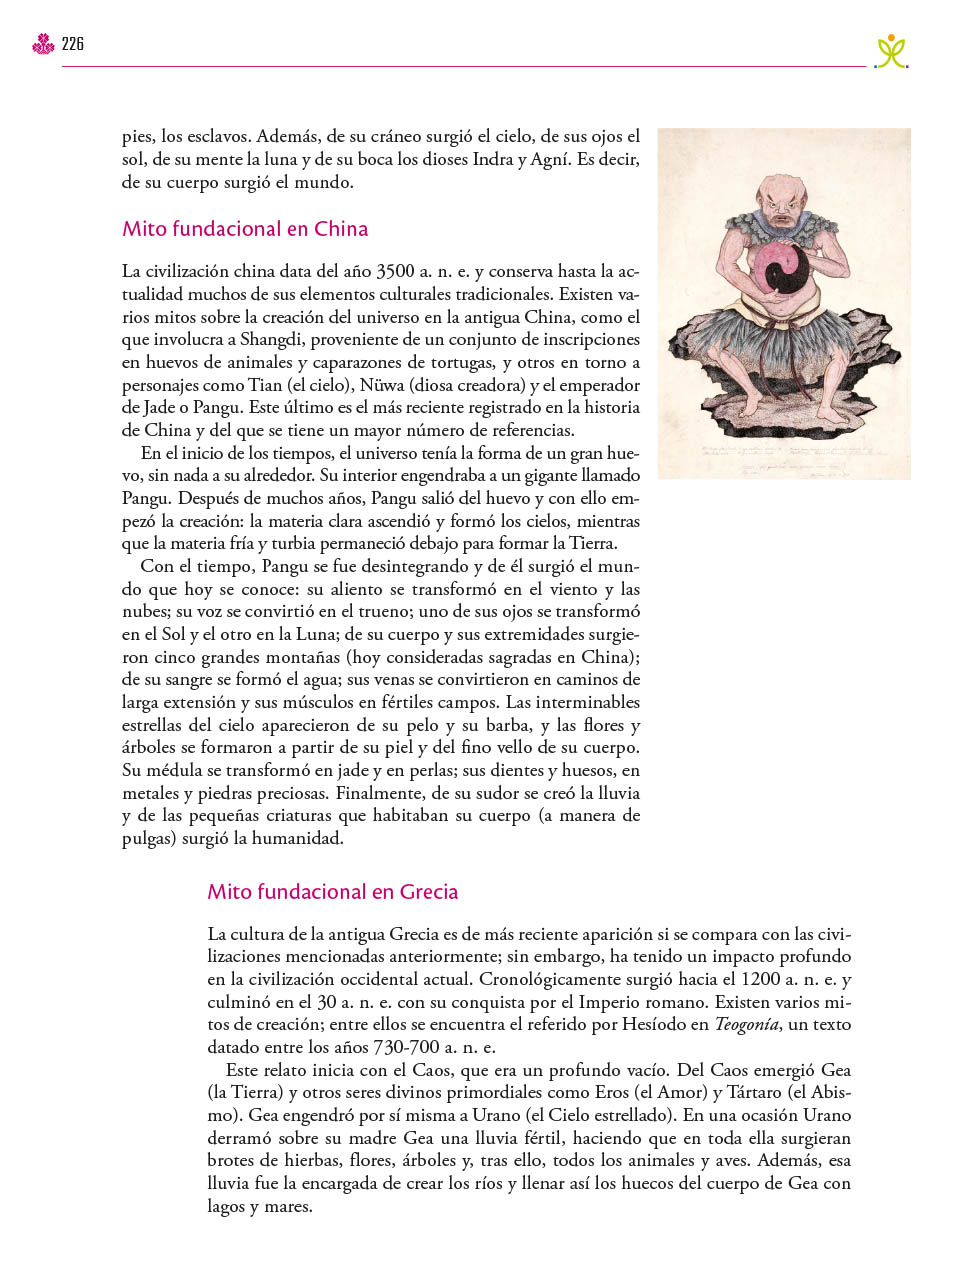 226
pies, los esclavos. Además, de su cráneo surgió el cielo, de sus ojos el
sol, de su mente la luna y de su boca los dioses Indra y Agní. Es decir,
de su cuerpo surgió el mundo.
Mito fundacional en China
La civilización china data del año 3500 a. n. e. y conserva hasta la ac-
tualidad muchos de sus elementos culturales tradicionales. Existen va-
rios mitos sobre la creación del universo en la antigua China, como el
que involucra a Shangdi, proveniente de un conjunto de inscripciones
en huevos de animales y caparazones de tortugas, y otros en torno a
personajes como Tian (el cielo), Nüwa (diosa creadora) y el emperador
de Jade o Pangu. Este último es el más reciente registrado en la historia
de China y del que se tiene un mayor número de referencias.
En el inicio de los tiempos, el universo tenía la forma de un gran hue-
vo, sin nada a su alrededor. Su interior engendraba a un gigante llamado
Pangu. Después de muchos años, Pangu salió del huevo y con ello em-
pezó la creación: la materia clara ascendió y formó los cielos, mientras
que la materia fría y turbia permaneció debajo para formar la Tierra.
Con el tiempo, Pangu se fue desintegrando y de él surgió el mun-
do que hoy se conoce: su aliento se transformó en el viento y las
nubes; su voz se convirtió en el trueno; uno de sus ojos se transformó
en el Sol y el otro en la Luna; de su cuerpo y sus extremidades surgie-
ron cinco grandes montañas (hoy consideradas sagradas en China);
de su sangre se formó el agua; sus venas se convirtieron en caminos de
larga extensión y sus músculos en fértiles campos. Las interminables
estrellas del cielo aparecieron de su pelo y su barba, y las flores y
árboles se formaron a partir de su piel y del fino vello de su cuerpo.
Su médula se transformó en jade y en perlas; sus dientes y huesos, en
metales y piedras preciosas. Finalmente, de su sudor se creó la lluvia
y de las pequeñas criaturas que habitaban su cuerpo (a manera de
pulgas) surgió la humanidad.
Mito fundacional en Grecia
La cultura de la antigua Grecia es de más reciente aparición si se compara con las civi-
lizaciones mencionadas anteriormente; sin embargo, ha tenido un impacto profundo
en la civilización occidental actual. Cronológicamente surgió hacia el 1200 a. n. e. y
culminó en el 30 a. n. e. con su conquista por el Imperio romano. Existen varios mi-
tos de creación; entre ellos se encuentra el referido por Hesíodo en Teogonía, un texto
datado entre los años 730-700 a. n. e.
Este relato inicia con el Caos, que era un profundo vacío. Del Caos emergió Gea
(la Tierra) y otros seres divinos primordiales como Eros (el Amor) y Tártaro (el Abis-
mo). Gea engendró por sí misma a Urano (el Cielo estrellado). En una ocasión Urano
derramó sobre su madre Gea una lluvia fértil, haciendo que en toda ella surgieran
brotes de hierbas, flores, árboles y, tras ello, todos los animales y aves. Además, esa
lluvia fue la encargada de crear los ríos y llenar así los huecos del cuerpo de Gea con
lagos y mares.